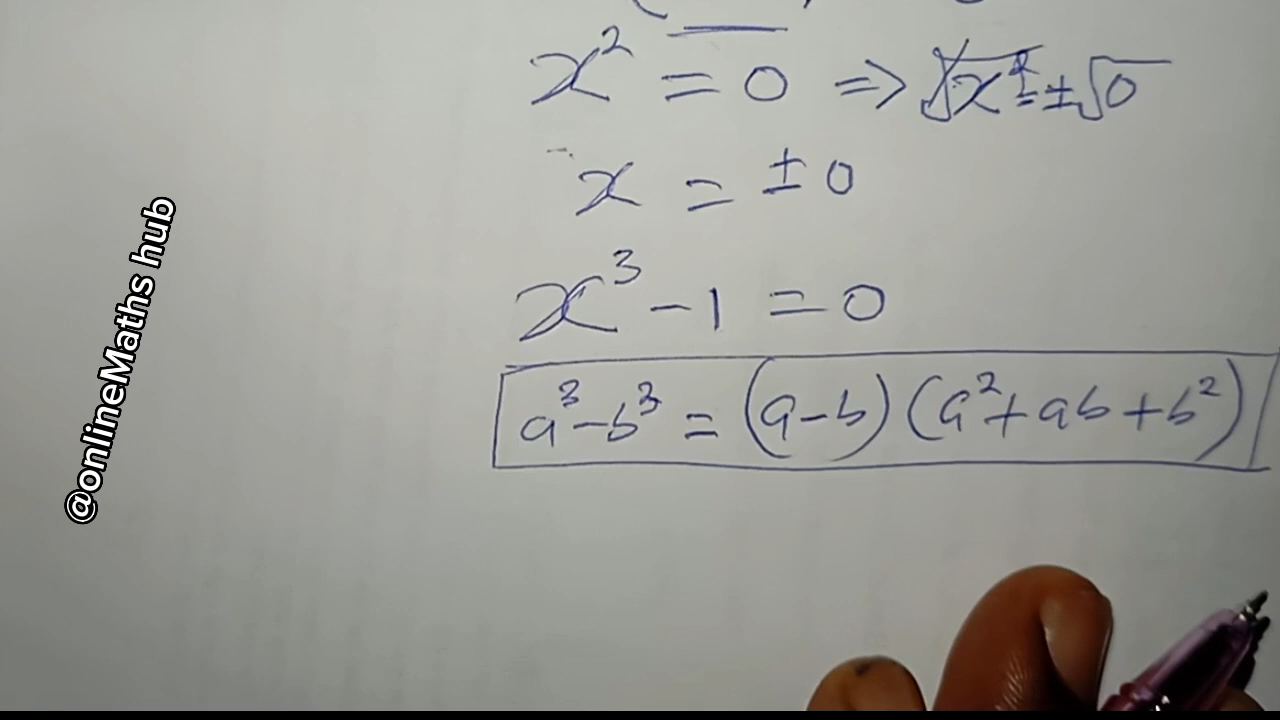 x² = 0 => √x² = ±√0
x = ±0
x³ - 1 = 0
a³-b³ = (a-b) (a²+ab+b²)
@onlineMaths hub